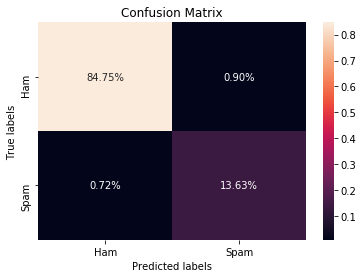 Confusion Matrix
True labels
Ham
84.75%
0.90%
Spam
0.72%
13.63%
Ham
Spam
Predicted labels
0.8
0.7
0.6
0.5
0.4
0.3
0.2
0.1